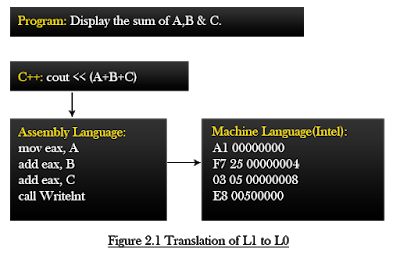 Program: Display the sum of A,B & C.
C++: cout << (A+B+C)
Assembly Language:
mov eax, A
add eax, B
add eax, C
call WriteInt
Machine Language(Intel):
A1 00000000
F7 25 00000004
03 05 00000008
E8 00500000
Figure 2.1 Translation of L1 to L0